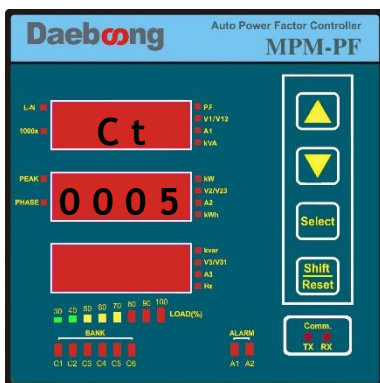 Daeboong
Auto Power Factor Controller
MPM-PF
L-N
1000x
Ct
P.F
V1/V12
A1
kVA
PEAK
PHASE
0005
kW
V2/V23
A2
kWh
kvar
V3/V31
A3
Hz
30 40 50 60 70 80 90 100 LOAD(%)
BANK
C1 C2 C3 C4 C5 C6
ALARM
A1 A2
Select
Shift
Reset
Comm.
TX RX